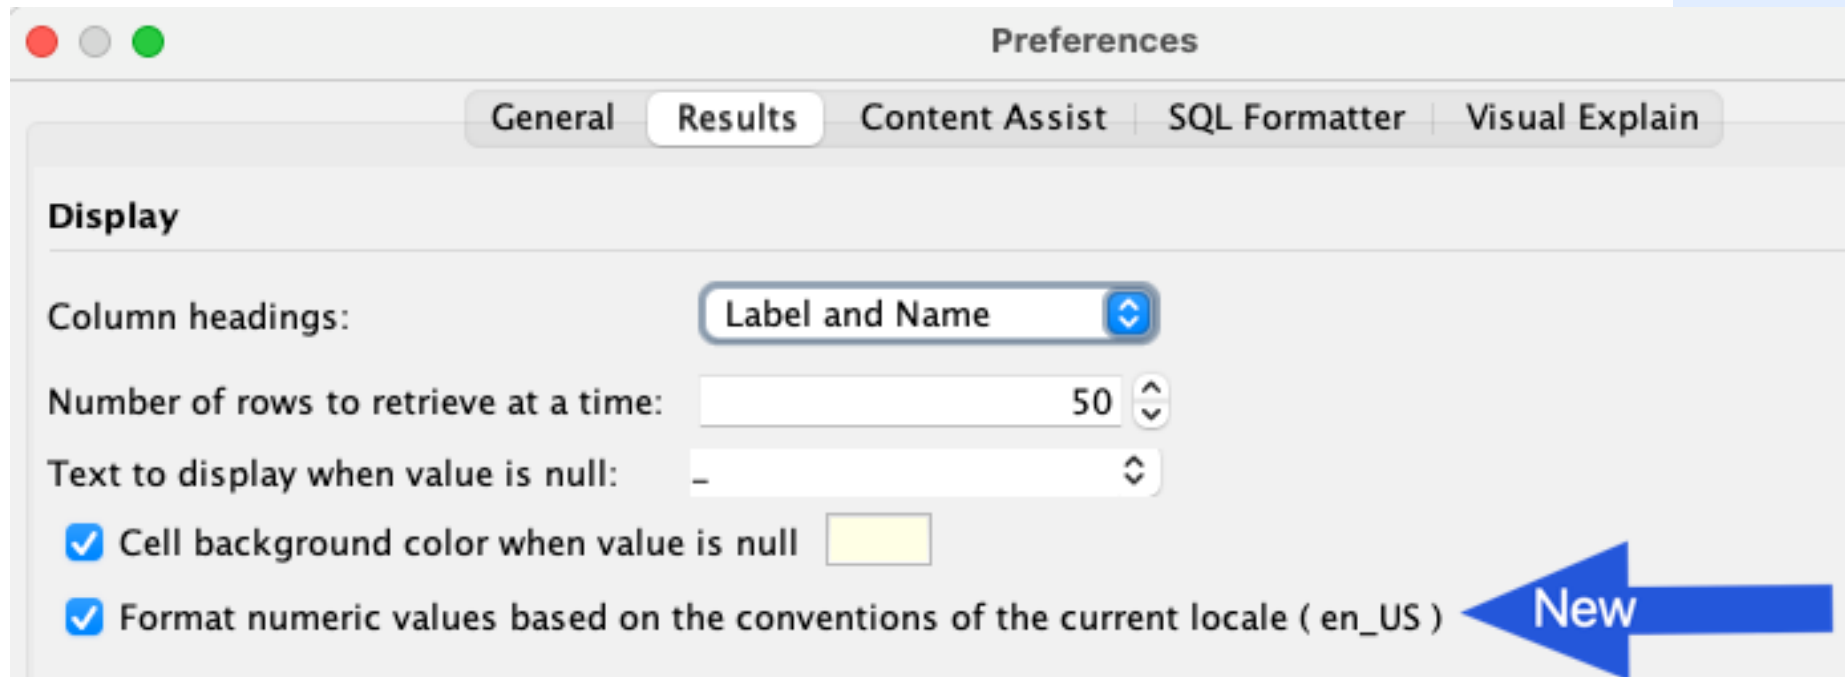 Preferences
General Results Content Assist SQL Formatter Visual Explain
Display
Column headings: Label and Name
Number of rows to retrieve at a time: 50
Text to display when value is null: _
Cell background color when value is null
Format numeric values based on the conventions of the current locale ( en_US ) New